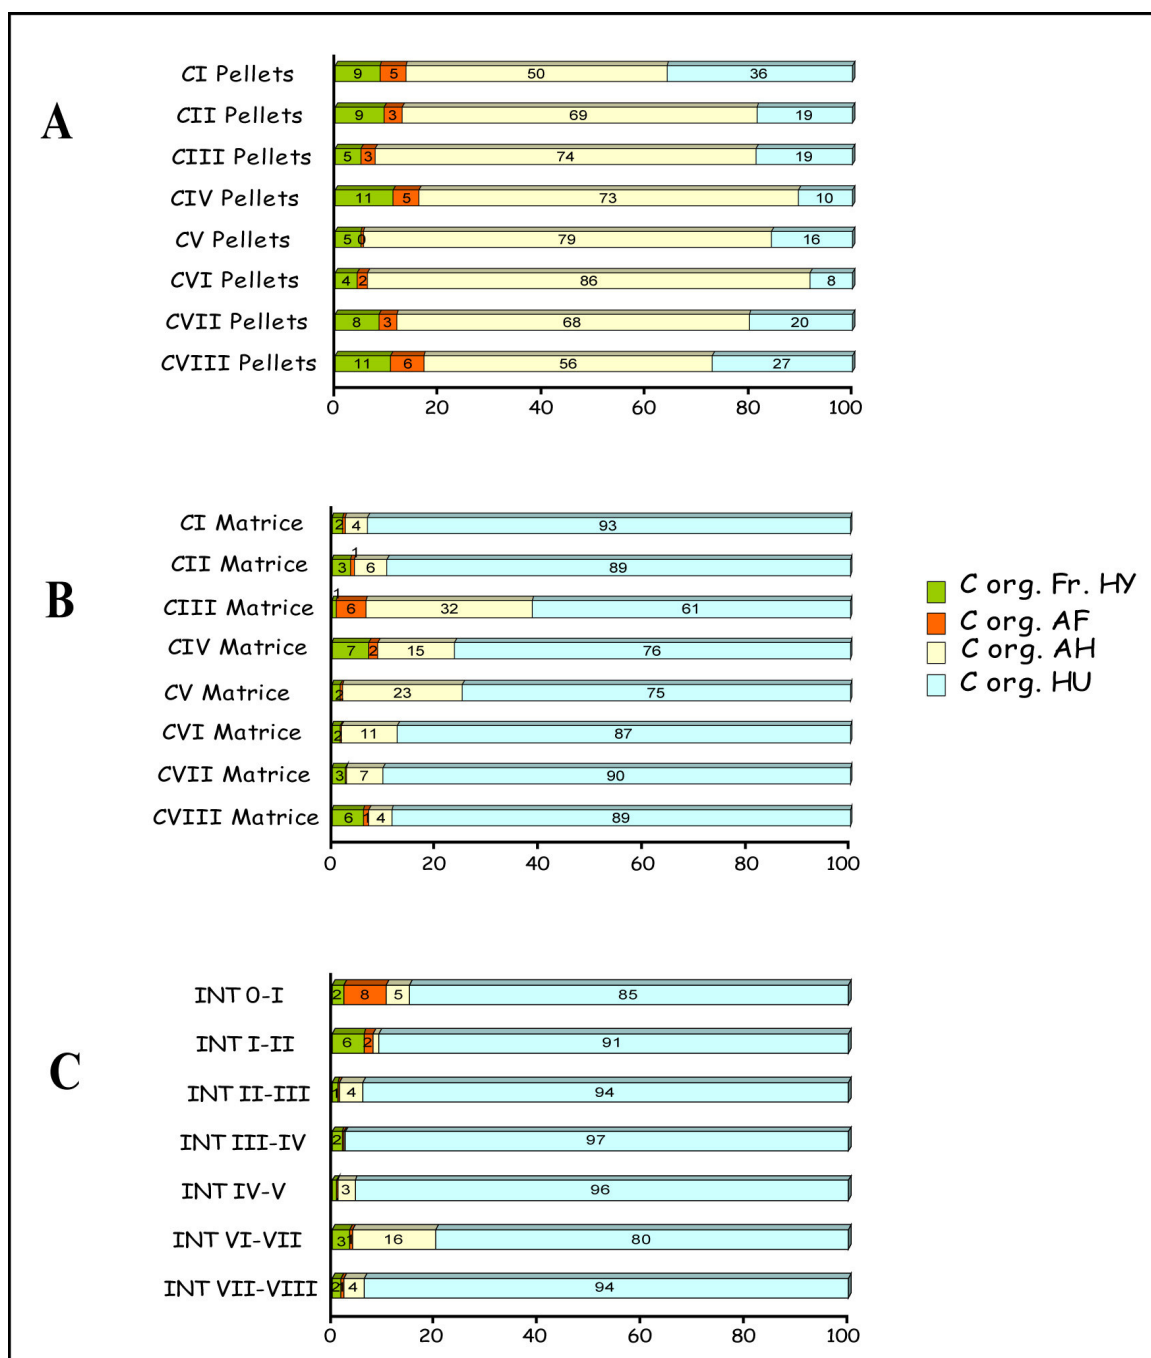 A
CI Pellets 9 5 50 36
CII Pellets 9 3 69 19
CIII Pellets 5 3 74 19
CIV Pellets 11 5 73 10
CV Pellets 5 0 79 16
CVI Pellets 4 2 86 8
CVII Pellets 8 3 68 20
CVIII Pellets 11 6 56 27
0 20 40 60 80 100
B
CI Matrice 2 4 93
CII Matrice 3 1 6 89
CIII Matrice 1 6 32 61
CIV Matrice 7 2 15 76
CV Matrice 2 23 75
CVI Matrice 2 11 87
CVII Matrice 3 7 90
CVIII Matrice 6 1 4 89
0 20 40 60 80 100
C org. Fr. HY
C org. AF
C org. AH
C org. HU
C
INT 0-I 2 8 5 85
INT I-II 6 2 91
INT II-III 1 4 94
INT III-IV 2 97
INT IV-V 3 96
INT VI-VII 3 1 16 80
INT VII-VIII 2 4 94
0 20 40 60 80 100